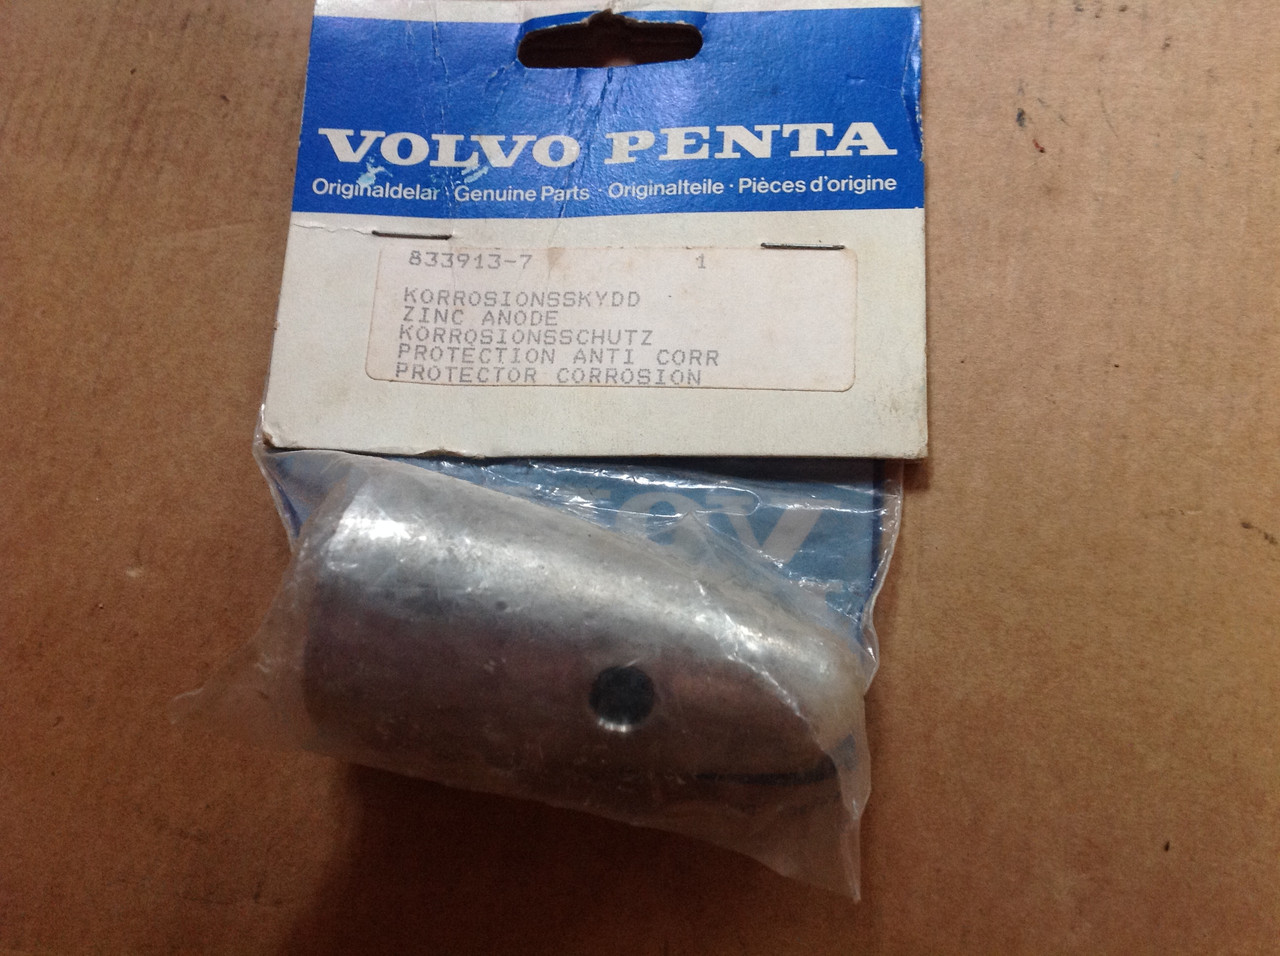 VOLVO PENTA
Originaldelar · Genuine Parts · Originalteile · Pièces d'origine
833913-7 1
KORROSIONSSKYDD
ZINC ANODE
KORROSIONSSCHUTZ
PROTECTION ANTI CORR
PROTECTOR CORROSION